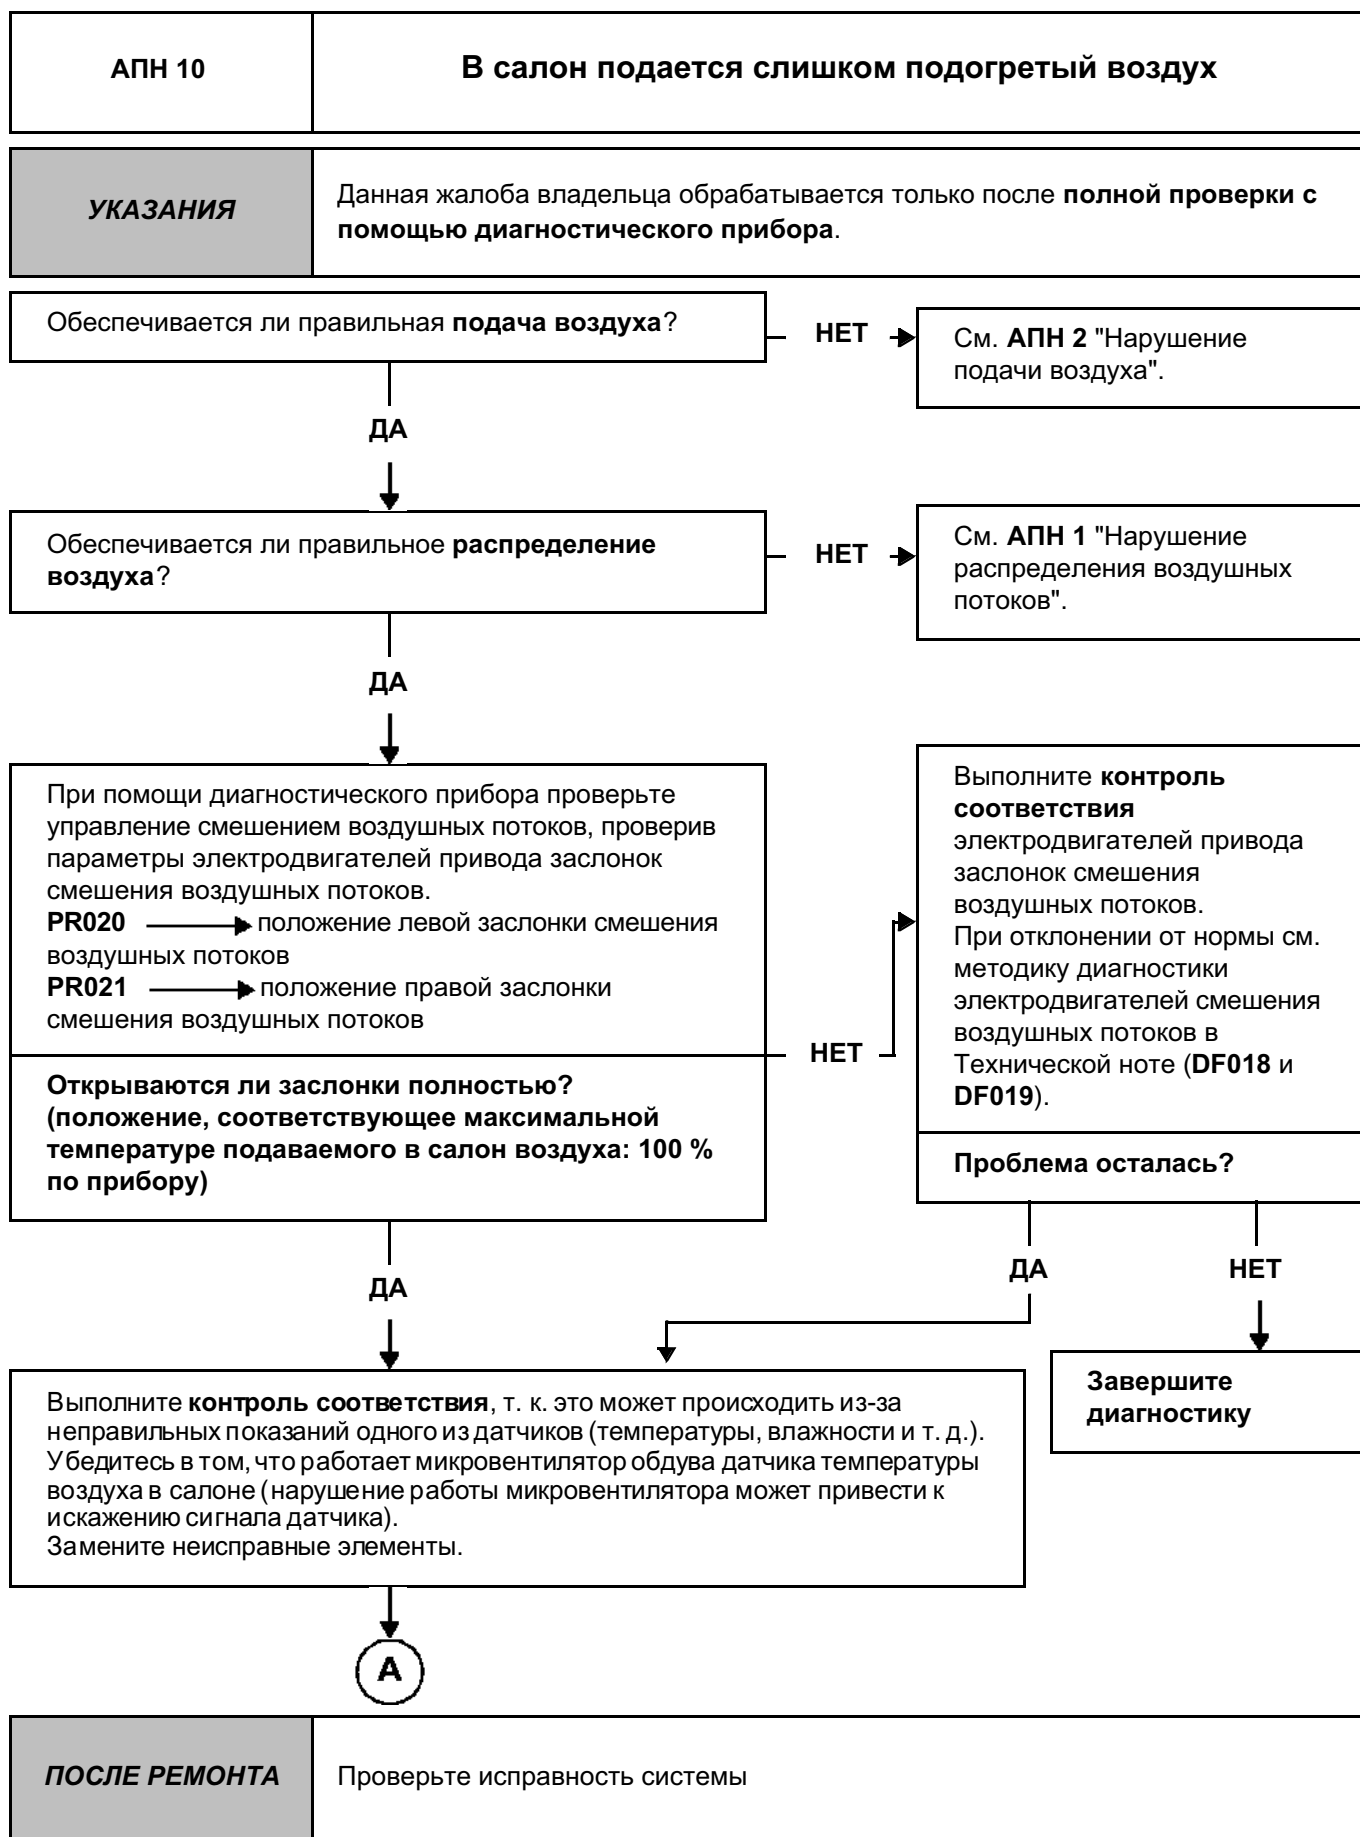 АПН 10
В салон подается слишком подогретый воздух
УКАЗАНИЯ
Данная жалоба владельца обрабатывается только после полной проверки с
помощью диагностического прибора.
Обеспечивается ли правильная подача воздуха?
НЕТ
См. АПН 2 "Нарушение
подачи воздуха".
ДА
Обеспечивается ли правильное распределение
воздуха?
НЕТ
См. АПН 1 "Нарушение
распределения воздушных
потоков".
ДА
При помощи диагностического прибора проверьте
управление смешением воздушных потоков, проверив
параметры электродвигателей привода заслонок
смешения воздушных потоков.
PR020 положение левой заслонки смешения
воздушных потоков
PR021 положение правой заслонки
смешения воздушных потоков
Открываются ли заслонки полностью?
(положение, соответствующее максимальной
температуре подаваемого в салон воздуха: 100 %
по прибору)
НЕТ
Выполните контроль
соответствия
электродвигателей привода
заслонок смешения
воздушных потоков.
При отклонении от нормы см.
методику диагностики
электродвигателей смешения
воздушных потоков в
Технической ноте (DF018 и
DF019).
Проблема осталась?
ДА
ДА
НЕТ
Завершите
диагностику
Выполните контроль соответствия, т. к. это может происходить из-за
неправильных показаний одного из датчиков (температуры, влажности и т. д.).
Убедитесь в том, что работает микровентилятор обдува датчика температуры
воздуха в салоне (нарушение работы микровентилятора может привести к
искажению сигнала датчика).
Замените неисправные элементы.
А
ПОСЛЕ РЕМОНТА
Проверьте исправность системы